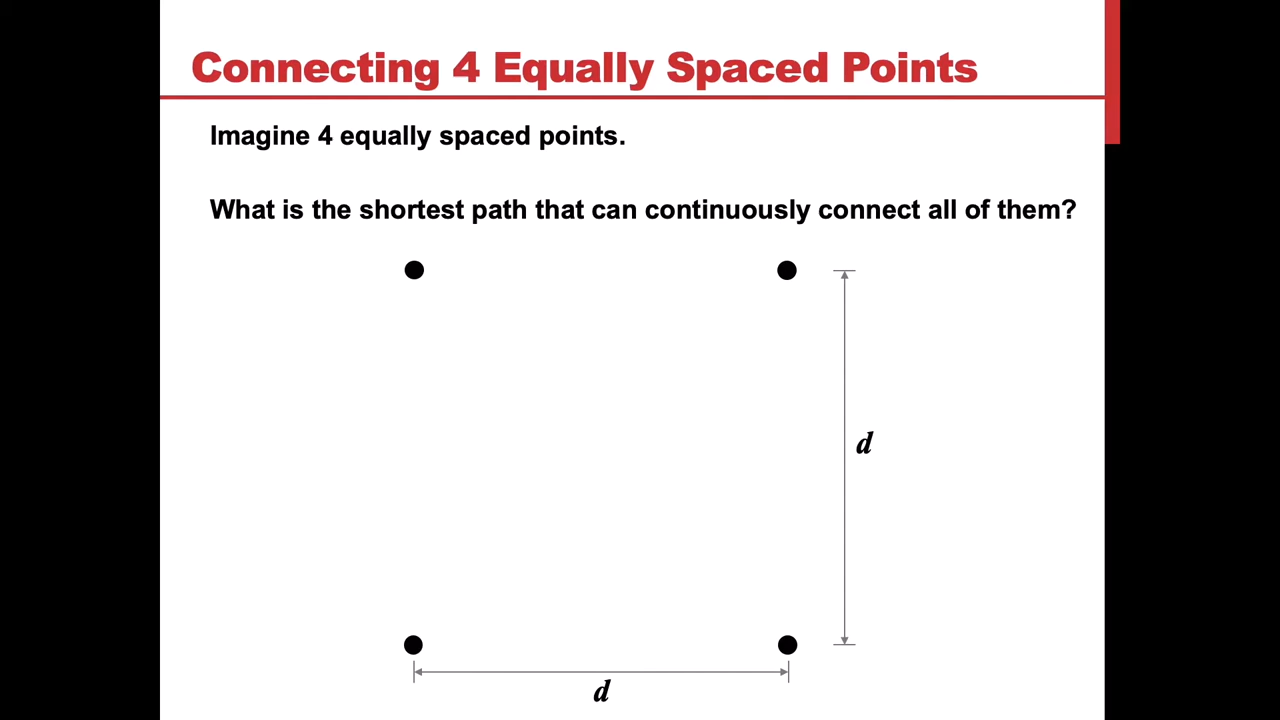 Connecting 4 Equally Spaced Points
Imagine 4 equally spaced points.
What is the shortest path that can continuously connect all of them?
d
d